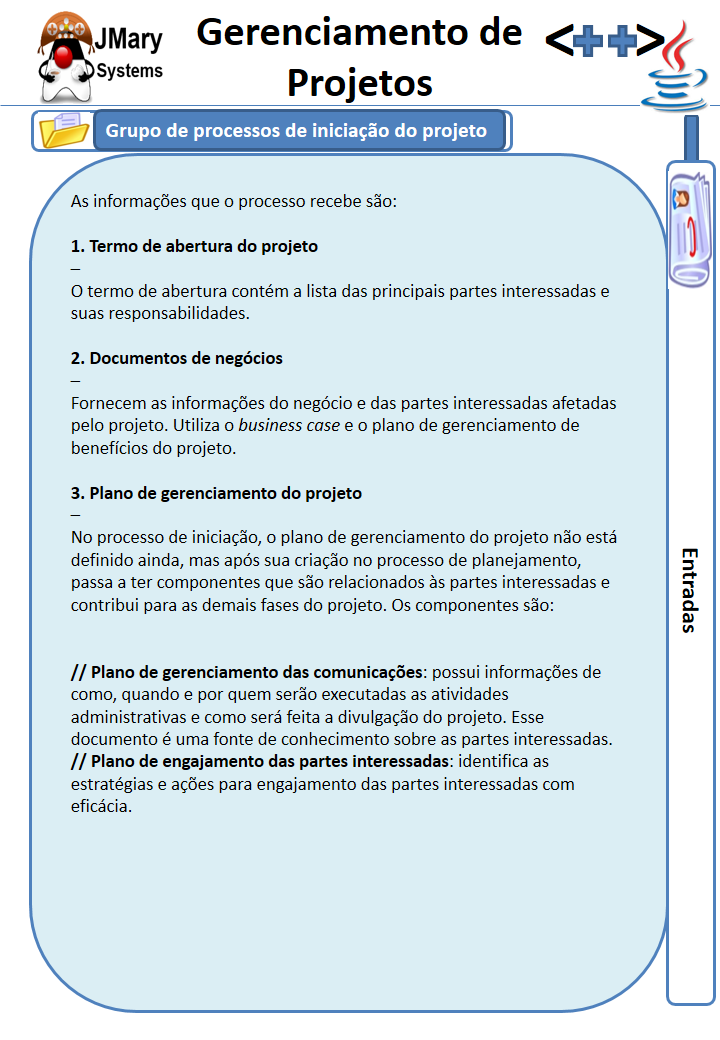 JMary
Systems
Gerenciamento de
Projetos
<++>
Grupo de processos de iniciação do projeto
As informações que o processo recebe são:
1. Termo de abertura do projeto
–
O termo de abertura contém a lista das principais partes interessadas e
suas responsabilidades.
2. Documentos de negócios
–
Fornecem as informações do negócio e das partes interessadas afetadas
pelo projeto. Utiliza o business case e o plano de gerenciamento de
benefícios do projeto.
3. Plano de gerenciamento do projeto
–
No processo de iniciação, o plano de gerenciamento do projeto não está
definido ainda, mas após sua criação no processo de planejamento,
passa a ter componentes que são relacionados às partes interessadas e
contribui para as demais fases do projeto. Os componentes são:
// Plano de gerenciamento das comunicações: possui informações de
como, quando e por quem serão executadas as atividades
administrativas e como será feita a divulgação do projeto. Esse
documento é uma fonte de conhecimento sobre as partes interessadas.
// Plano de engajamento das partes interessadas: identifica as
estratégias e ações para engajamento das partes interessadas com
eficácia.
Entradas